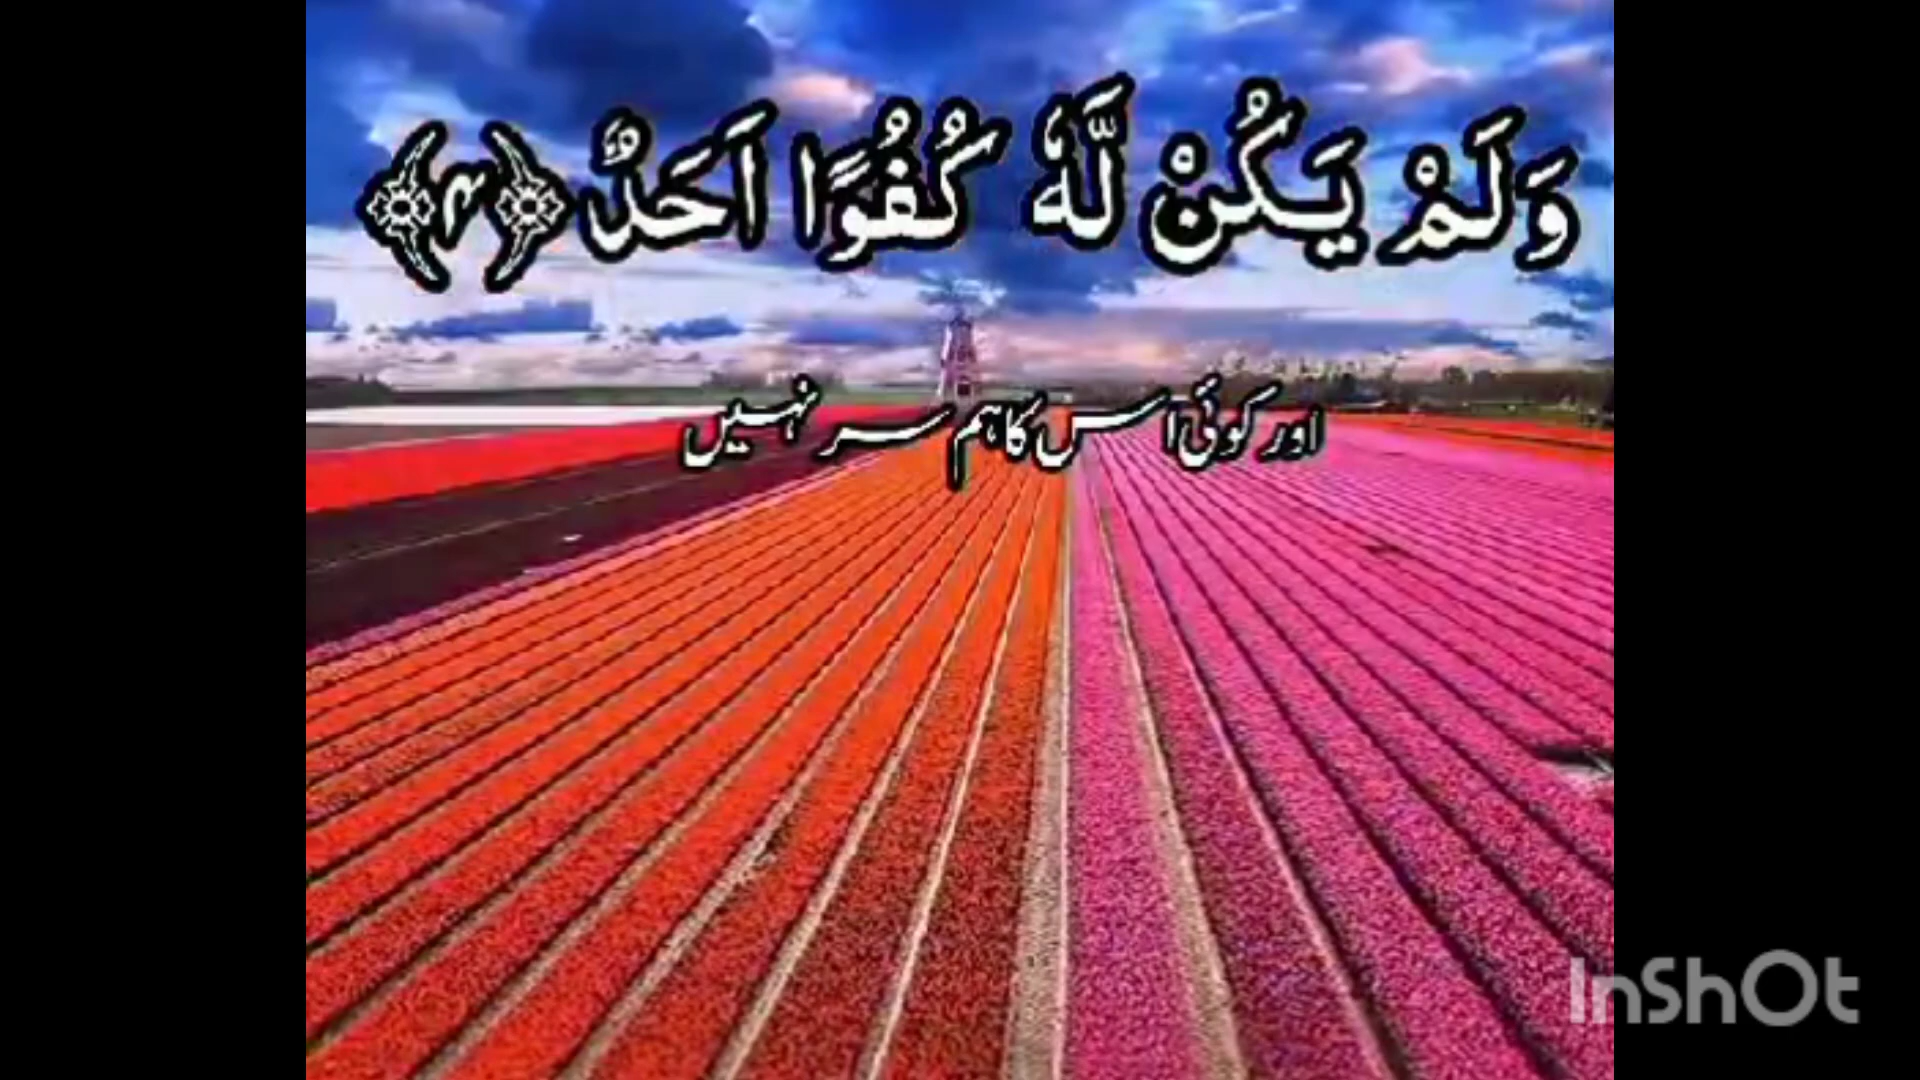 وَلَمْ يَكُنْ لَّهٗ كُفُوًا اَحَدٌ ﴿۴﴾
اور کوئی اس کا ہم سر نہیں
InShOt